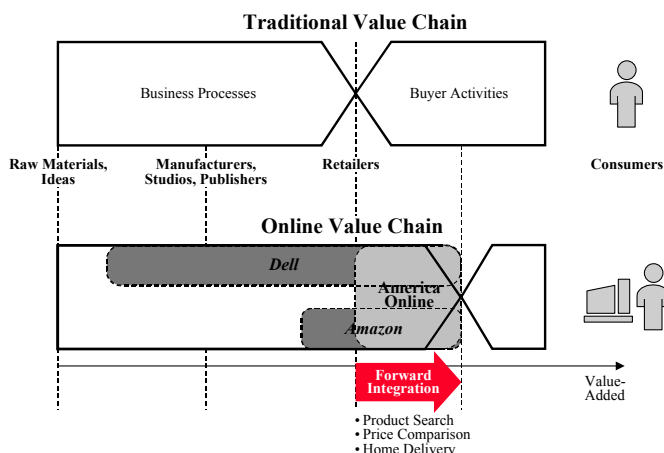 Traditional Value Chain
Business Processes
Buyer Activities
Raw Materials,
Ideas
Manufacturers,
Studios, Publishers
Retailers
Consumers
Online Value Chain
Dell
America
Online
Amazon
Forward
Integration
Value-
Added
• Product Search
• Price Comparison
• Home Delivery